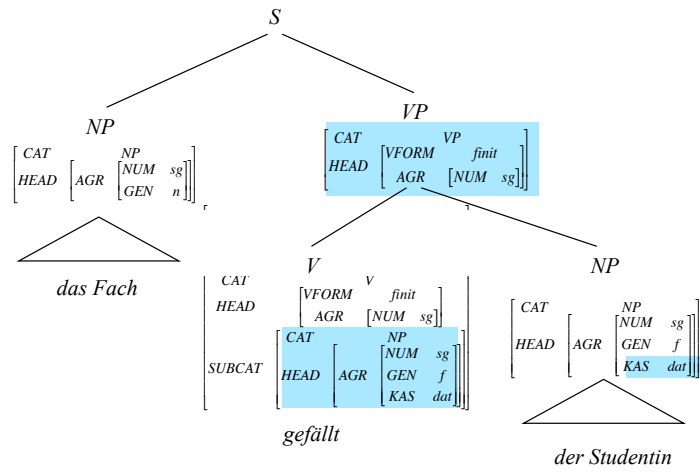 S
NP
VP
CAT NP
HEAD AGR NUM sg
GEN n
CAT VP
HEAD VFORM finit
AGR [NUM sg]
das Fach
V
NP
CAT V
HEAD VFORM finit
AGR [NUM sg]
SUBCAT CAT NP
HEAD AGR NUM sg
GEN f
KAS dat
CAT NP
HEAD AGR NUM sg
GEN f
KAS dat
gefällt
der Studentin